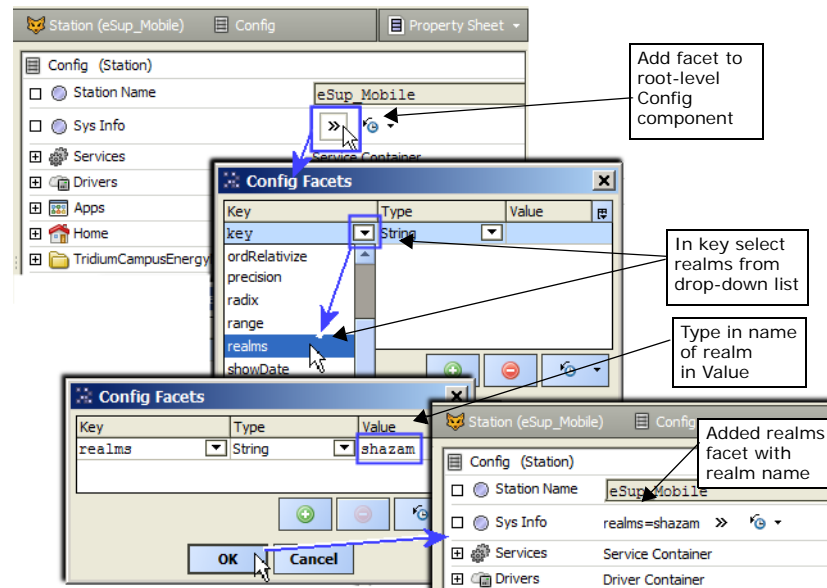 Station (eSup_Mobile) Config Property Sheet
Config (Station)
Station Name eSup_Mobile
Sys Info »
Services Service Container
Drivers
Apps
Home
TridiumCampusEnergy
Add facet to
root-level
Config
component
Config Facets
Key Type Value
key String
ordRelativize
precision
radix
range
realms
showDate
In key select
realms from
drop-down list
Type in name
of realm
in Value
Config Facets
Key Type Value
realms String shazam
OK Cancel
Station (eSup_Mobile) Config
Config (Station)
Station Name eSup_Mobile
Sys Info realms=shazam »
Services Service Container
Drivers Driver Container
Added realms
facet with
realm name